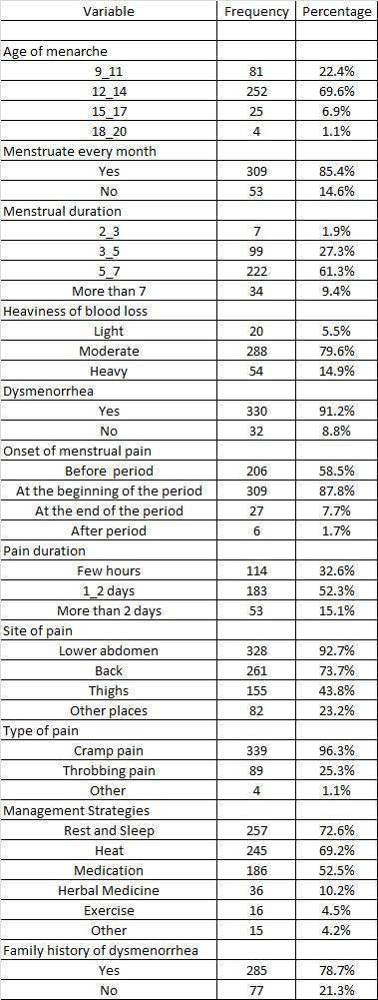 Variable Frequency Percentage
Age of menarche
9_11 81 22.4%
12_14 252 69.6%
15_17 25 6.9%
18_20 4 1.1%
Menstruate every month
Yes 309 85.4%
No 53 14.6%
Menstrual duration
2_3 7 1.9%
3_5 99 27.3%
5_7 222 61.3%
More than 7 34 9.4%
Heaviness of blood loss
Light 20 5.5%
Moderate 288 79.6%
Heavy 54 14.9%
Dysmenorrhea
Yes 330 91.2%
No 32 8.8%
Onset of menstrual pain
Before period 206 58.5%
At the beginning of the period 309 87.8%
At the end of the period 27 7.7%
After period 6 1.7%
Pain duration
Few hours 114 32.6%
1_2 days 183 52.3%
More than 2 days 53 15.1%
Site of pain
Lower abdomen 328 92.7%
Back 261 73.7%
Thighs 155 43.8%
Other places 82 23.2%
Type of pain
Cramp pain 339 96.3%
Throbbing pain 89 25.3%
Other 4 1.1%
Management Strategies
Rest and Sleep 257 72.6%
Heat 245 69.2%
Medication 186 52.5%
Herbal Medicine 36 10.2%
Exercise 16 4.5%
Other 15 4.2%
Family history of dysmenorrhea
Yes 285 78.7%
No 77 21.3%